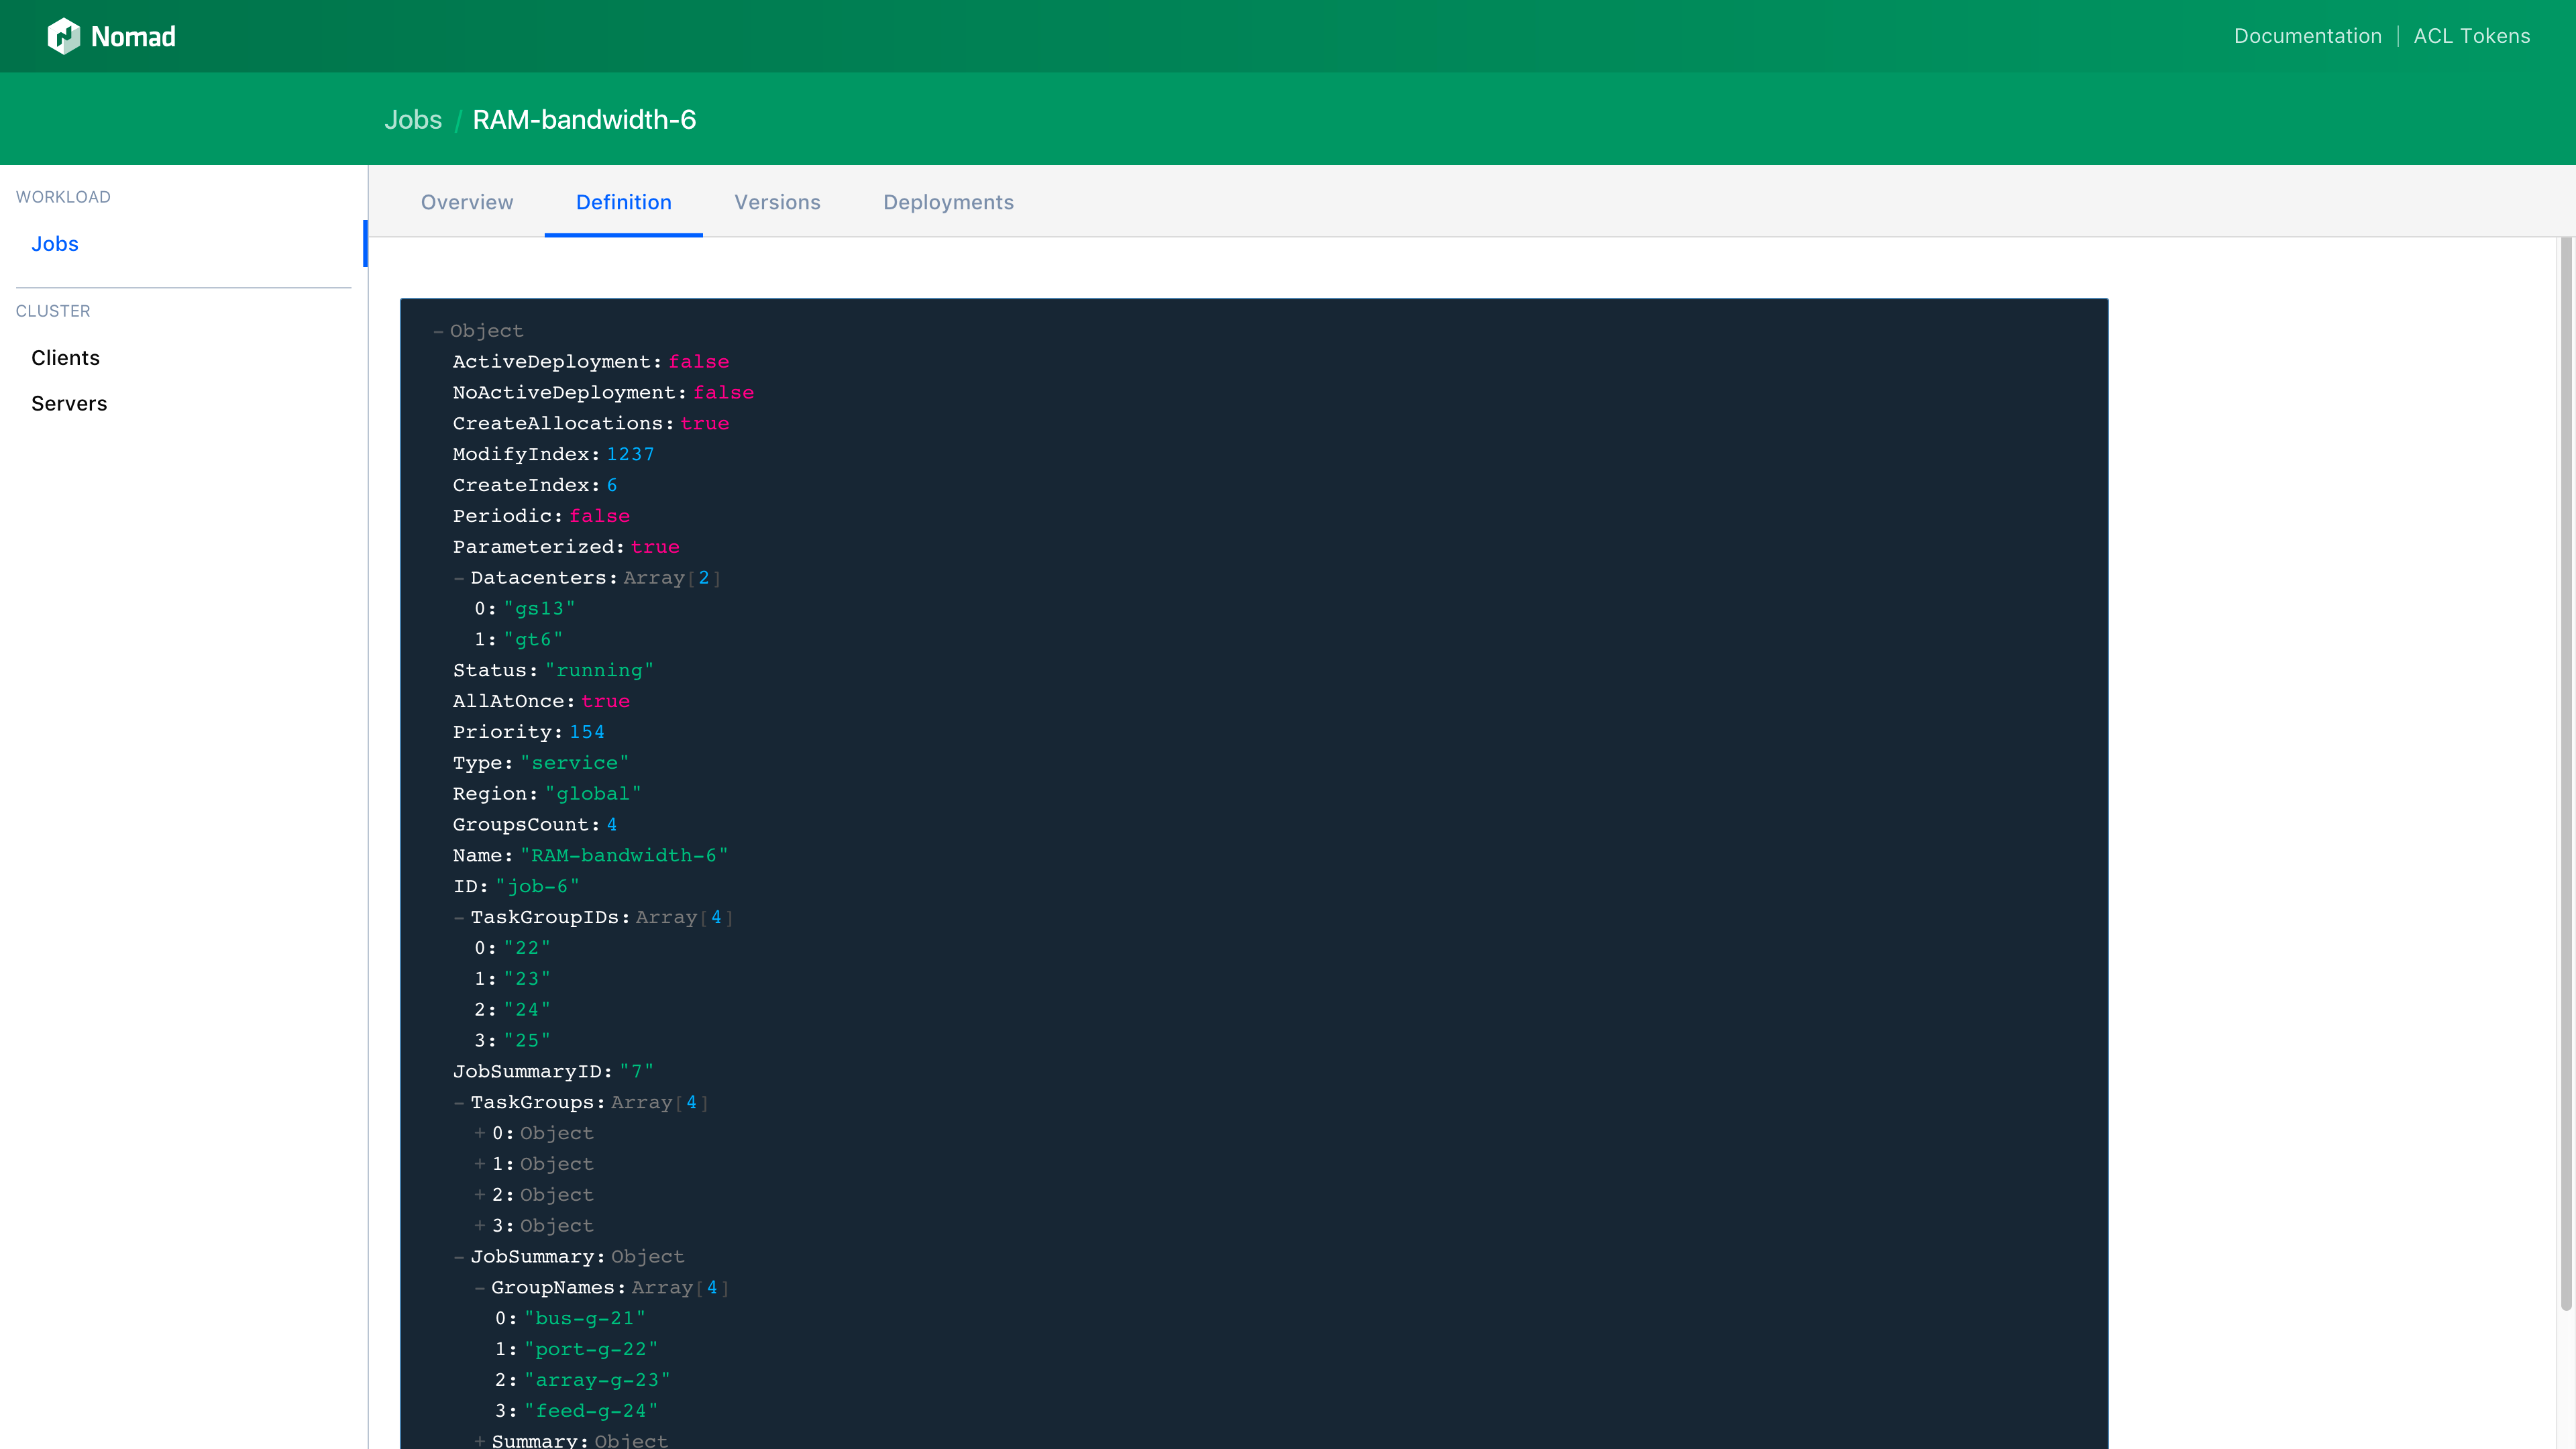 Nomad
Documentation | ACL Tokens
Jobs / RAM-bandwidth-6
WORKLOAD
Jobs
CLUSTER
Clients
Servers
Overview Definition Versions Deployments
- Object
ActiveDeployment: false
NoActiveDeployment: false
CreateAllocations: true
ModifyIndex: 1237
CreateIndex: 6
Periodic: false
Parameterized: true
- Datacenters: Array[2]
0: "gs13"
1: "gt6"
Status: "running"
AllAtOnce: true
Priority: 154
Type: "service"
Region: "global"
GroupsCount: 4
Name: "RAM-bandwidth-6"
ID: "job-6"
- TaskGroupIDs: Array[4]
0: "22"
1: "23"
2: "24"
3: "25"
JobSummaryID: "7"
- TaskGroups: Array[4]
+ 0: Object
+ 1: Object
+ 2: Object
+ 3: Object
- JobSummary: Object
- GroupNames: Array[4]
0: "bus-g-21"
1: "port-g-22"
2: "array-g-23"
3: "feed-g-24"
+ Summary: Object